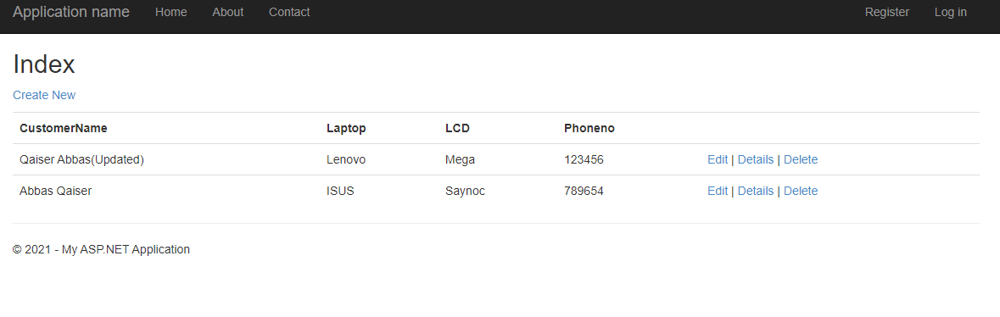 Application name Home About Contact Register Log in
Index
Create New
CustomerName Laptop LCD Phoneno
Qaiser Abbas(Updated) Lenovo Mega 123456 Edit | Details | Delete
Abbas Qaiser ISUS Saynoc 789654 Edit | Details | Delete
© 2021 - My ASP.NET Application